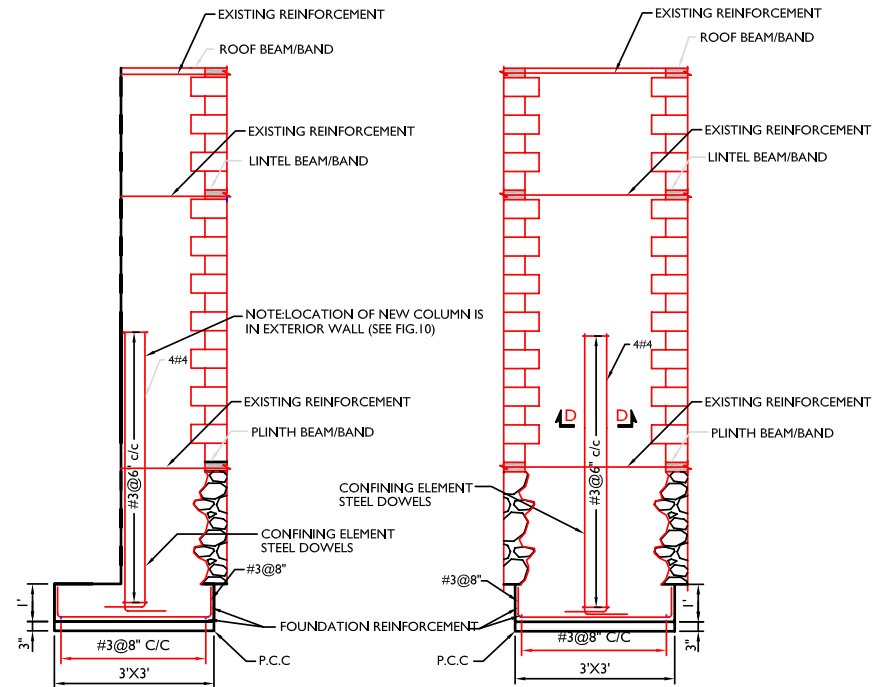 EXISTING REINFORCEMENT
ROOF BEAM/BAND
EXISTING REINFORCEMENT
LINTEL BEAM/BAND
NOTE:LOCATION OF NEW COLUMN IS
IN EXTERIOR WALL (SEE FIG.10)
4#4
EXISTING REINFORCEMENT
PLINTH BEAM/BAND
#3@6" c/c
CONFINING ELEMENT
STEEL DOWELS
#3@8"
FOUNDATION REINFORCEMENT
1'
3"
#3@8" C/C
P.C.C
3'X3'
EXISTING REINFORCEMENT
ROOF BEAM/BAND
EXISTING REINFORCEMENT
LINTEL BEAM/BAND
4#4
D
D
EXISTING REINFORCEMENT
PLINTH BEAM/BAND
#3@6" c/c
CONFINING ELEMENT
STEEL DOWELS
#3@8"
1'
3"
#3@8" C/C
P.C.C
3'X3'